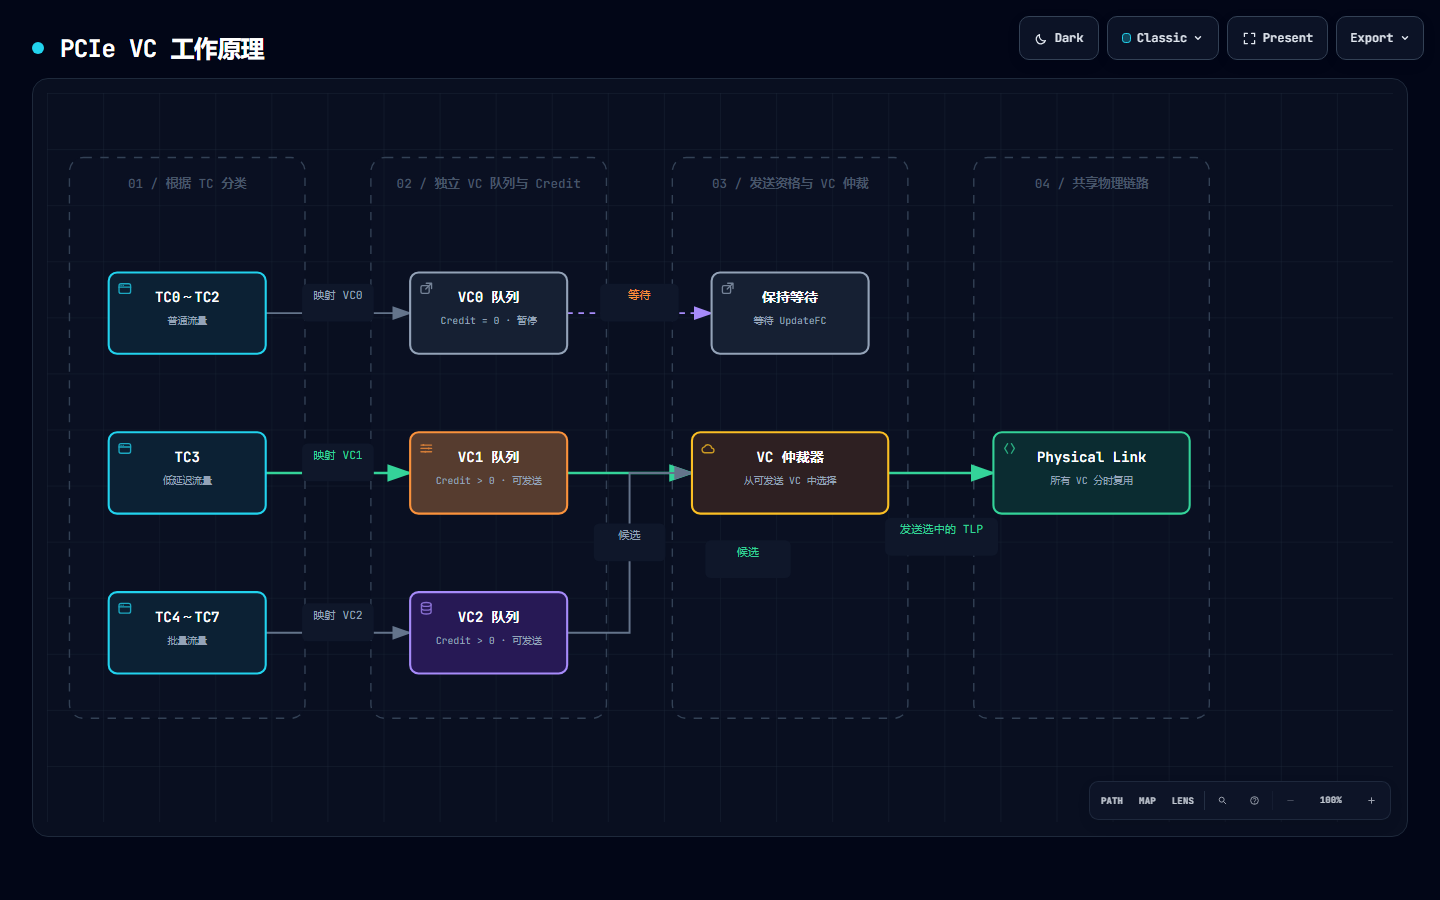 PCIe VC 工作原理
Dark
Classic
Present
Export
01 / 根据 TC 分类
02 / 独立 VC 队列与 Credit
03 / 发送资格与 VC 仲裁
04 / 共享物理链路
TC0～TC2
普通流量
映射 VC0
VC0 队列
Credit = 0 · 暂停
等待
保持等待
等待 UpdateFC
TC3
低延迟流量
映射 VC1
VC1 队列
Credit > 0 · 可发送
VC 仲裁器
从可发送 VC 中选择
Physical Link
所有 VC 分时复用
候选
候选
发送选中的 TLP
TC4～TC7
批量流量
映射 VC2
VC2 队列
Credit > 0 · 可发送
PATH
MAP
LENS
100%